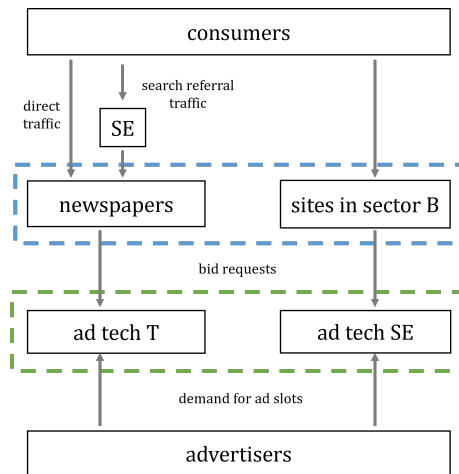 consumers
search referral
traffic
direct
traffic
SE
newspapers
sites in sector B
bid requests
ad tech T
ad tech SE
demand for ad slots
advertisers